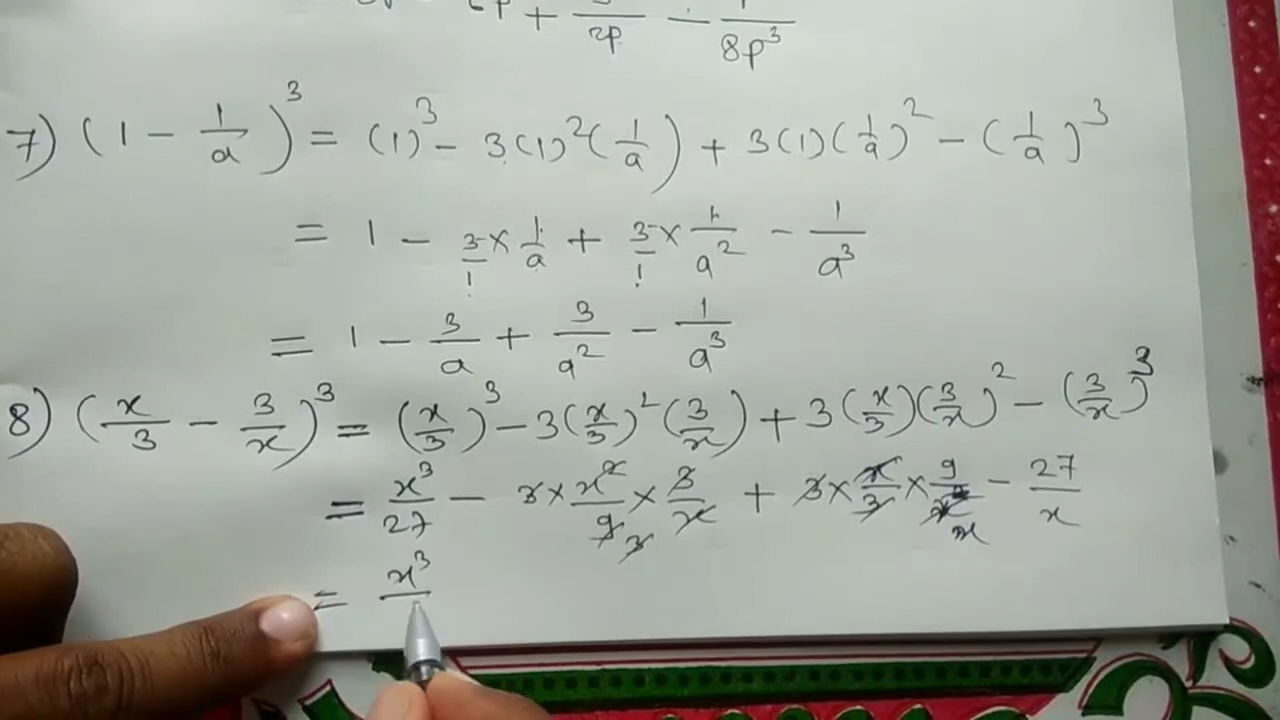 + /2p - /8p³
7) (1 - 1/a)³ = (1)³ - 3(1)²(1/a) + 3(1)(1/a)² - (1/a)³
= 1 - 3/1 × 1/a + 3/1 × 1/a² - 1/a³
= 1 - 3/a + 3/a² - 1/a³
8) (x/3 - 3/x)³ = (x/3)³ - 3(x/3)²(3/x) + 3(x/3)(3/x)² - (3/x)³
= x³/27 - 3 × x²/9 3 × 3/x + 3 × x/3 × 9/x² x - 27/x
= x³/